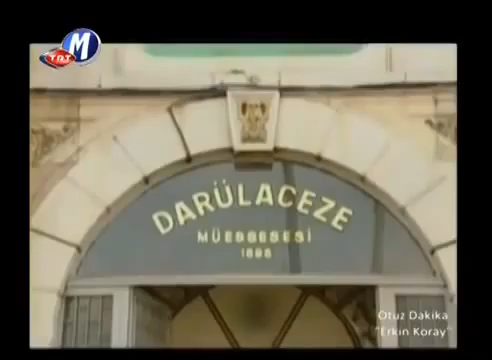 TRT M
DARÜLACEZE
MÜESSESESİ
1895
Otuz Dakika
"Erkin Koray"